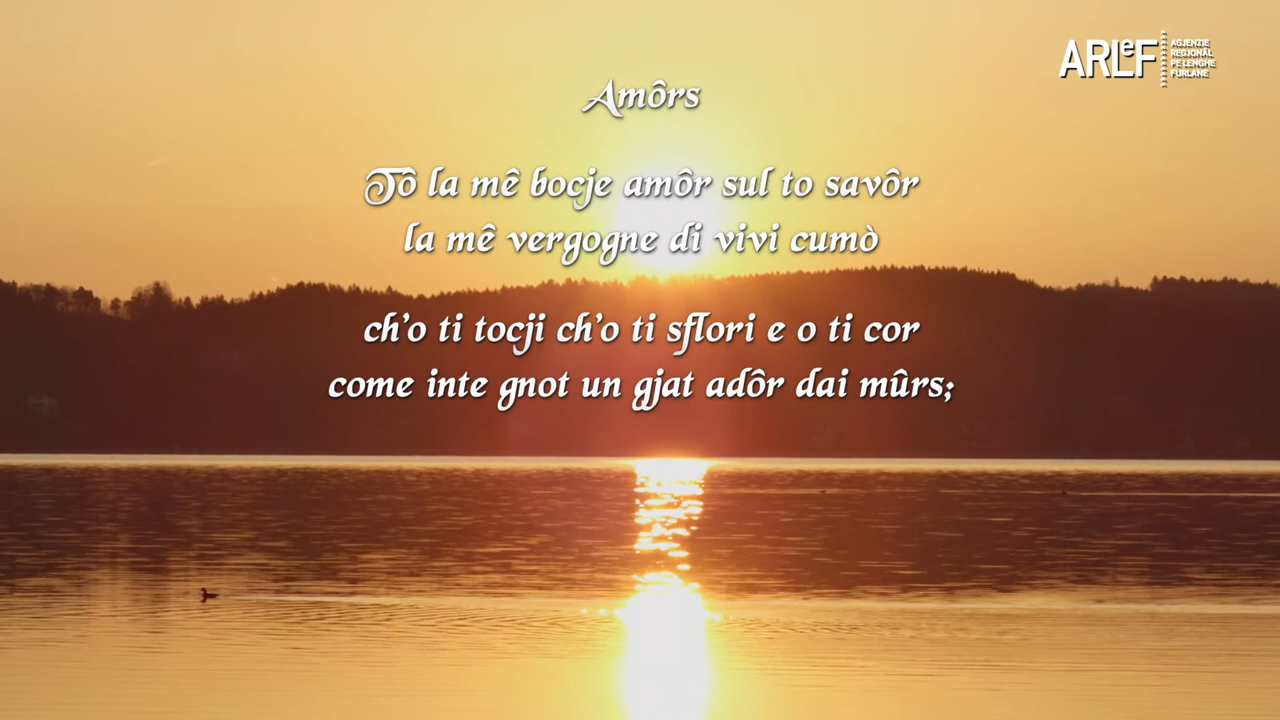 ARLeF
AGJENZIE
REGJONÂL
PE LENGHE
FURLANE
Amôrs
Tô la mê bocje amôr sul to savôr
la mê vergogne di vivi cumò
ch'o ti tocji ch'o ti sflori e o ti cor
come inte gnot un gjat adôr dai mûrs;